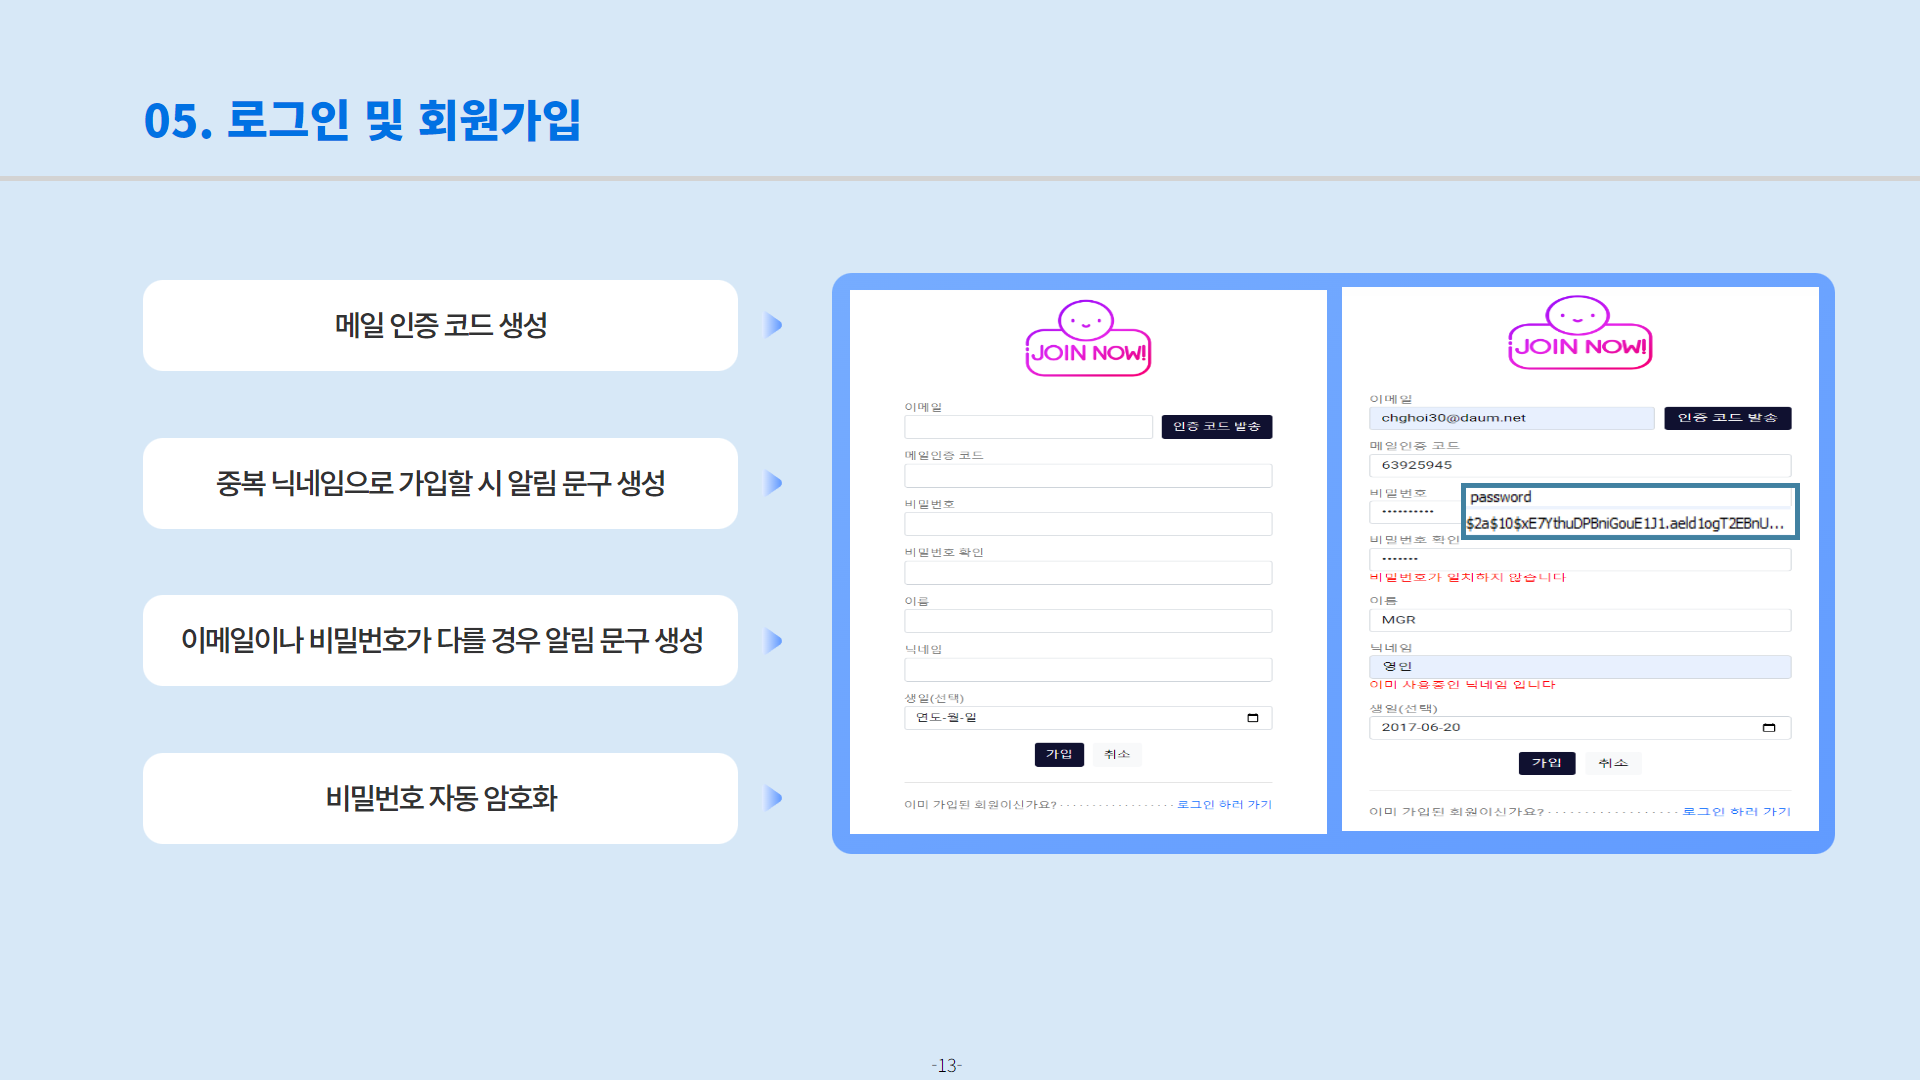 05. 로그인 및 회원가입
메일 인증 코드 생성
중복 닉네임으로 가입할 시 알림 문구 생성
이메일이나 비밀번호가 다를 경우 알림 문구 생성
비밀번호 자동 암호화
JOIN NOW!
이메일
인증 코드 발송
메일인증 코드
비밀번호
비밀번호 확인
이름
닉네임
생일(선택)
연도-월-일
가입 취소
이미 가입된 회원이신가요? 로그인 하러 가기
JOIN NOW!
이메일
chghoi30@daum.net 인증 코드 발송
메일인증 코드
63925945
비밀번호
password
$2a$10$xE7YthuDPBniGouE1J1.aeld1ogT2EBnU...
비밀번호 확인
비밀번호가 일치하지 않습니다
이름
MGR
닉네임
영인
이미 사용중인 닉네임 입니다
생일(선택)
2017-06-20
가입 취소
이미 가입된 회원이신가요? 로그인 하러 가기
-13-